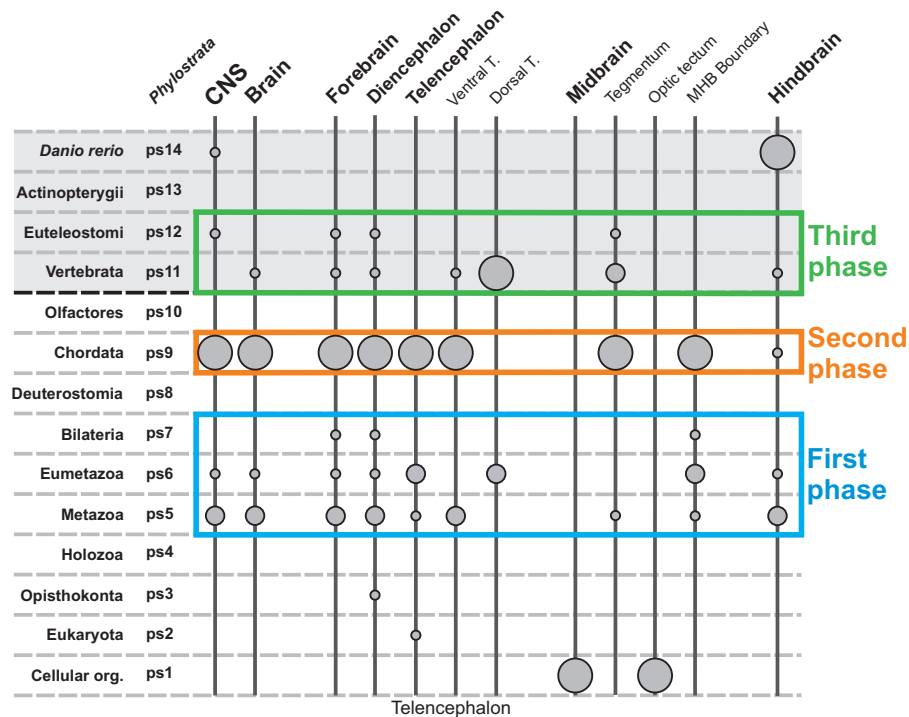 Phylostrata
CNS
Brain
Forebrain
Diencephalon
Telencephalon
Ventral T.
Dorsal T.
Midbrain
Tegmentum
Optic tectum
MHB Boundary
Hindbrain
Danio rerio ps14
Actinopterygii ps13
Euteleostomi ps12
Vertebrata ps11
Third
phase
Olfactores ps10
Chordata ps9
Second
phase
Deuterostomia ps8
Bilateria ps7
Eumetazoa ps6
Metazoa ps5
First
phase
Holozoa ps4
Opisthokonta ps3
Eukaryota ps2
Cellular org. ps1
Telencephalon